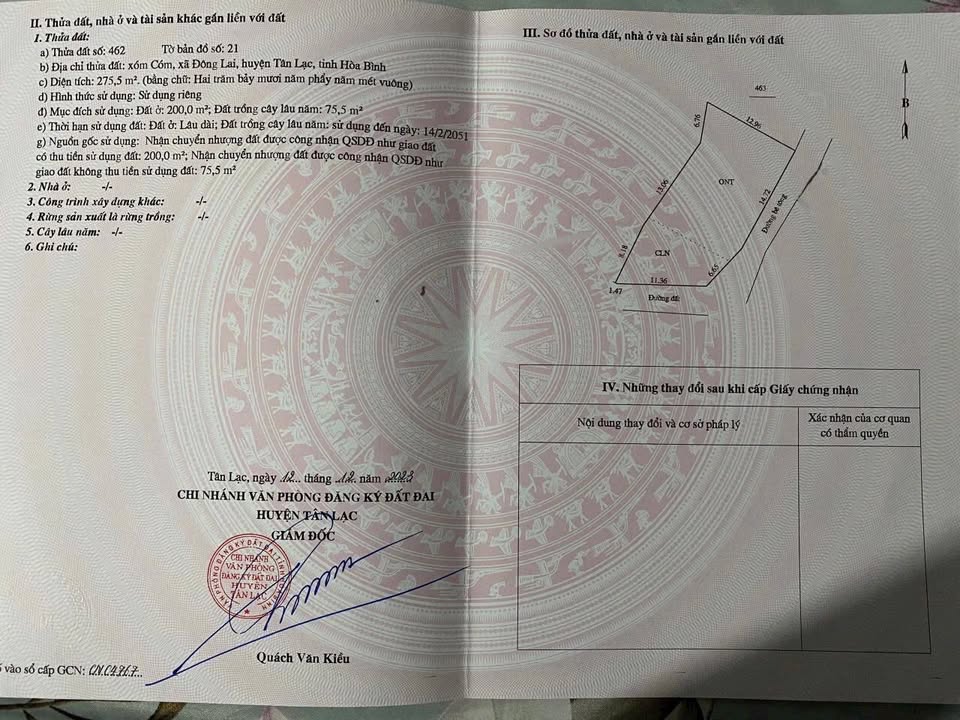 II. Thửa đất, nhà ở và tài sản khác gắn liền với đất
1. Thửa đất:
a) Thửa đất số: 462 Tờ bản đồ số: 21
b) Địa chỉ thửa đất: xóm Cóm, xã Đông Lai, huyện Tân Lạc, tỉnh Hòa Bình
c) Diện tích: 275,5 m². (bằng chữ: Hai trăm bảy mươi năm phẩy năm mét vuông)
d) Hình thức sử dụng: Sử dụng riêng
đ) Mục đích sử dụng: Đất ở: 200,0 m²; Đất trồng cây lâu năm: 75,5 m²
e) Thời hạn sử dụng đất: Đất ở: Lâu dài; Đất trồng cây lâu năm: sử dụng đến ngày: 14/2/2051
g) Nguồn gốc sử dụng: Nhận chuyển nhượng đất được công nhận QSDĐ như giao đất
có thu tiền sử dụng đất: 200,0 m²; Nhận chuyển nhượng đất được công nhận QSDĐ như
giao đất không thu tiền sử dụng đất: 75,5 m²
2. Nhà ở: -/-
3. Công trình xây dựng khác: -/-
4. Rừng sản xuất là rừng trồng: -/-
5. Cây lâu năm: -/-
6. Ghi chú:
Tân Lạc, ngày 12 tháng 12 năm 2023
CHI NHÁNH VĂN PHÒNG ĐĂNG KÝ ĐẤT ĐAI
HUYỆN TÂN LẠC
GIÁM ĐỐC
CHI NHÁNH
VĂN PHÒNG
ĐĂNG KÝ ĐẤT ĐAI
HUYỆN
TÂN LẠC
Quách Văn Kiều
vào sổ cấp GCN:
III. Sơ đồ thửa đất, nhà ở và tài sản gắn liền với đất
463
B
6.76
12.96
ONT
13.06
14.72
Đường bê tông
8.18
CLN
6.65
11.36
1.47
Đường đất
IV. Những thay đổi sau khi cấp Giấy chứng nhận
Nội dung thay đổi và cơ sở pháp lý
Xác nhận của cơ quan
có thẩm quyền